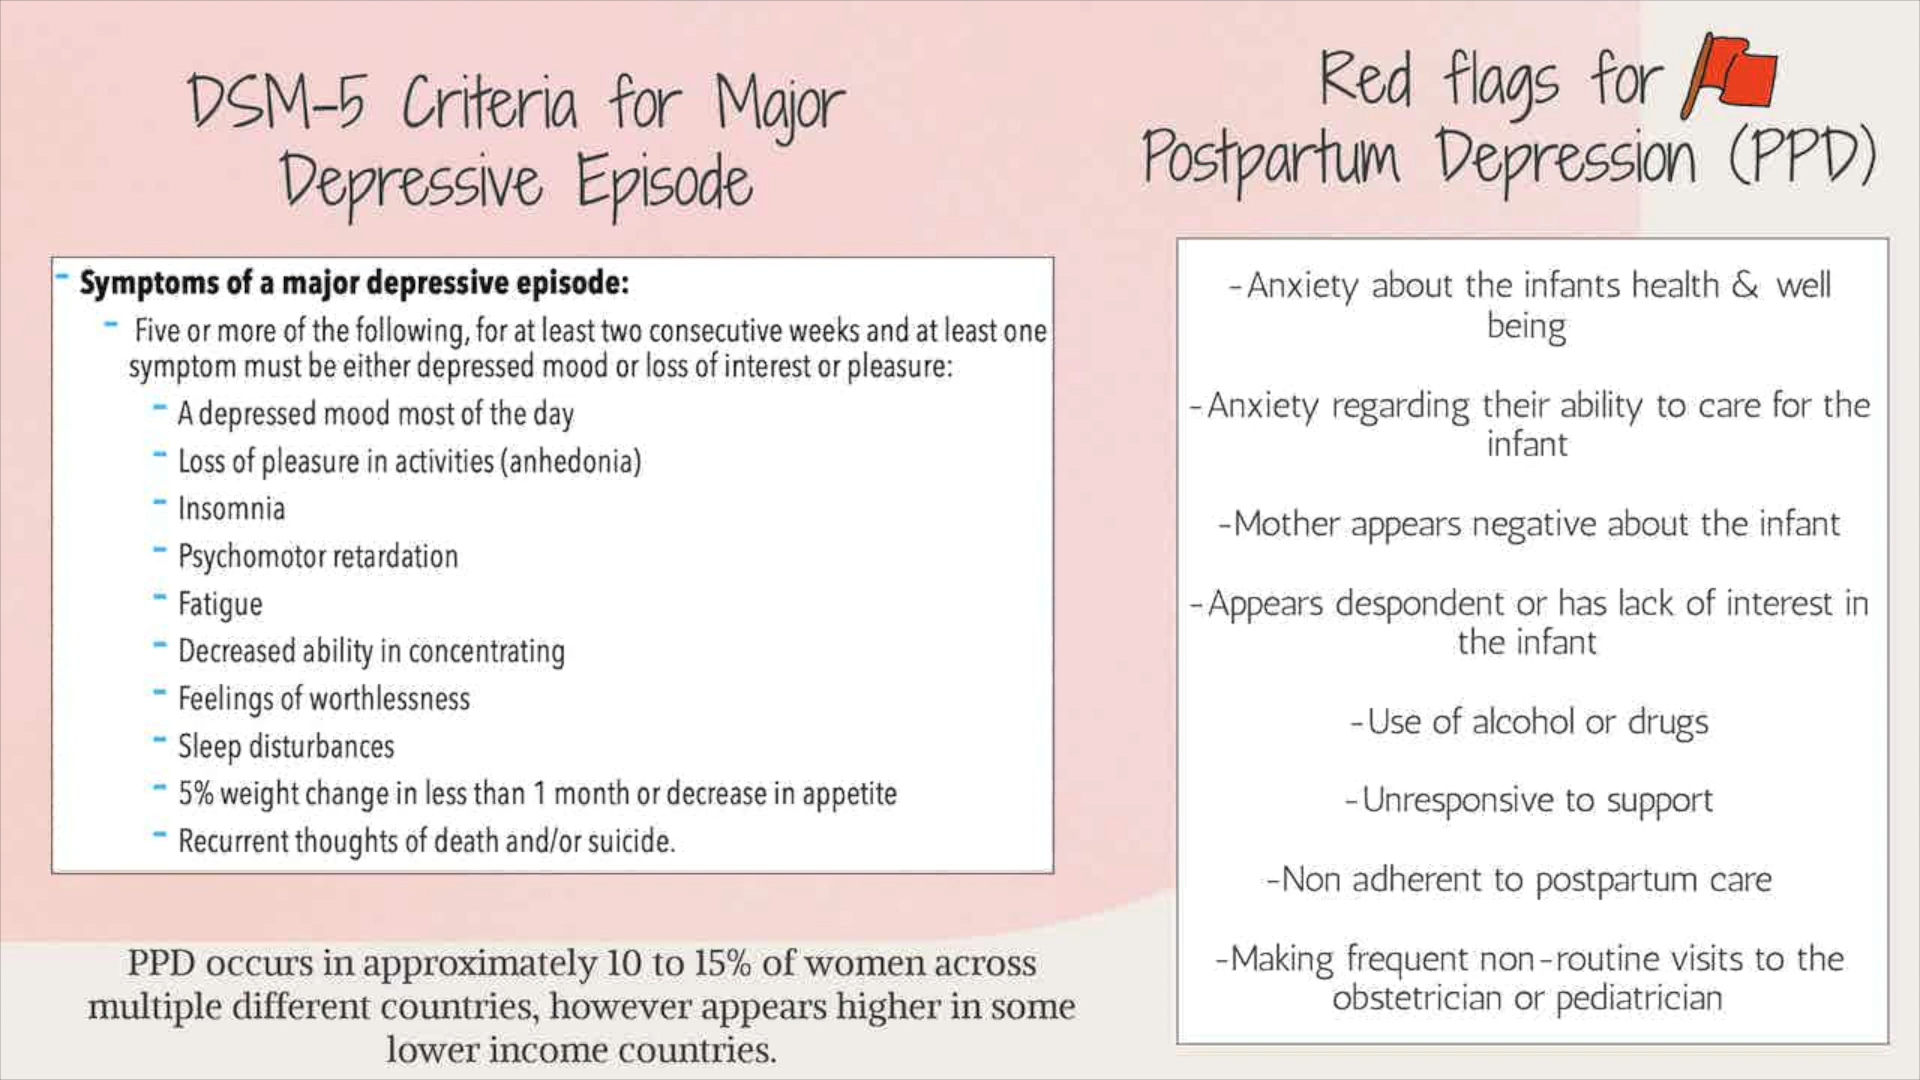 DSM-5 Criteria for Major
Depressive Episode
- Symptoms of a major depressive episode:
- Five or more of the following, for at least two consecutive weeks and at least one
symptom must be either depressed mood or loss of interest or pleasure:
- A depressed mood most of the day
- Loss of pleasure in activities (anhedonia)
- Insomnia
- Psychomotor retardation
- Fatigue
- Decreased ability in concentrating
- Feelings of worthlessness
- Sleep disturbances
- 5% weight change in less than 1 month or decrease in appetite
- Recurrent thoughts of death and/or suicide.
PPD occurs in approximately 10 to 15% of women across
multiple different countries, however appears higher in some
lower income countries.
Red flags for
Postpartum Depression (PPD)
-Anxiety about the infants health & well
being
-Anxiety regarding their ability to care for the
infant
-Mother appears negative about the infant
-Appears despondent or has lack of interest in
the infant
-Use of alcohol or drugs
-Unresponsive to support
-Non adherent to postpartum care
-Making frequent non-routine visits to the
obstetrician or pediatrician